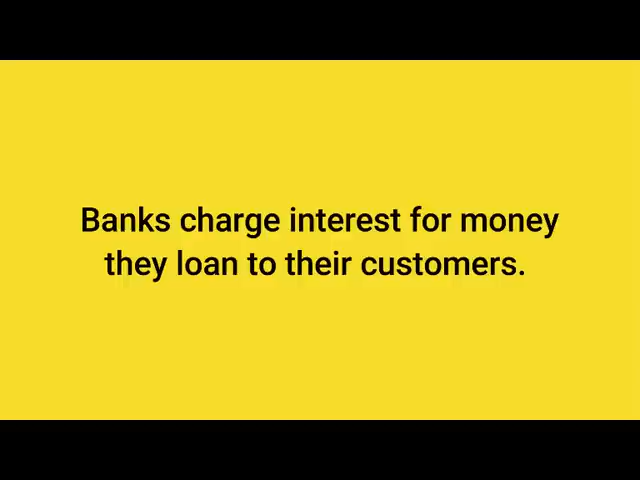 Banks charge interest for money
they loan to their customers.